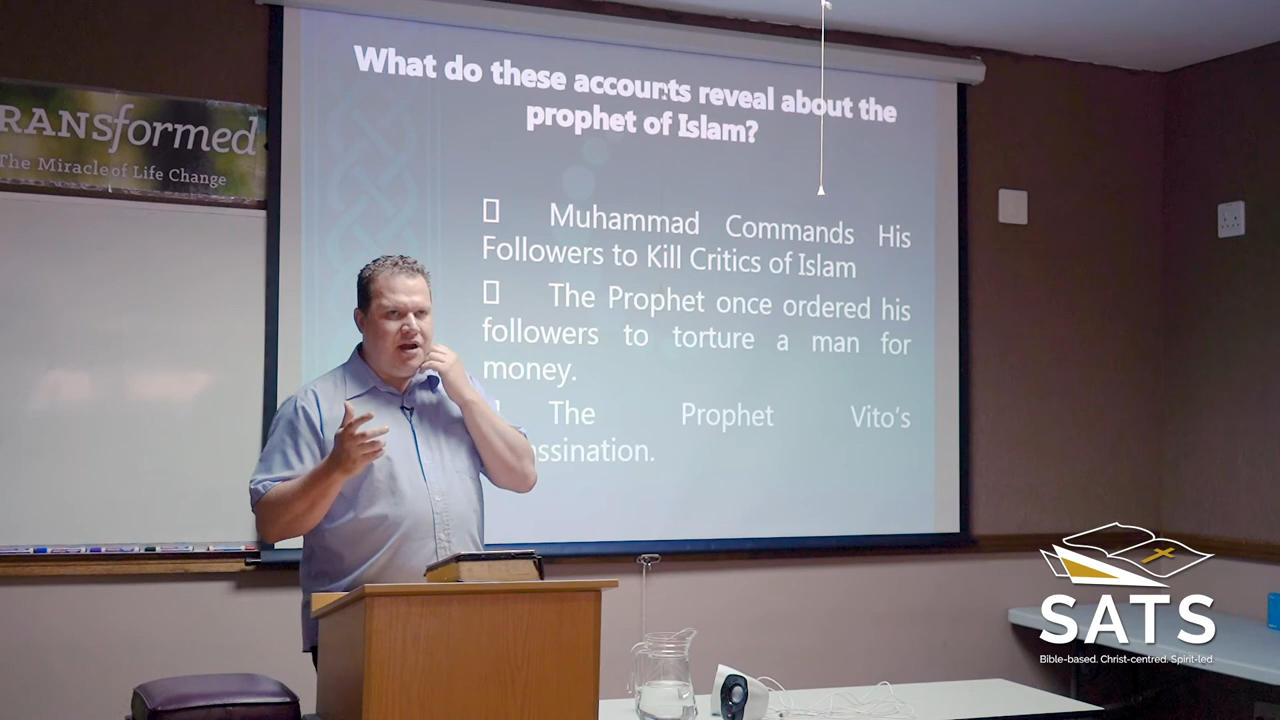 What do these accounts reveal about the
prophet of Islam?
RANSformed
The Miracle of Life Change
Muhammad Commands His
Followers to Kill Critics of Islam
The Prophet once ordered his
followers to torture a man for
money.
The Prophet Vito's
ssination.
SATS
Bible-based. Christ-centred. Spirit-led.